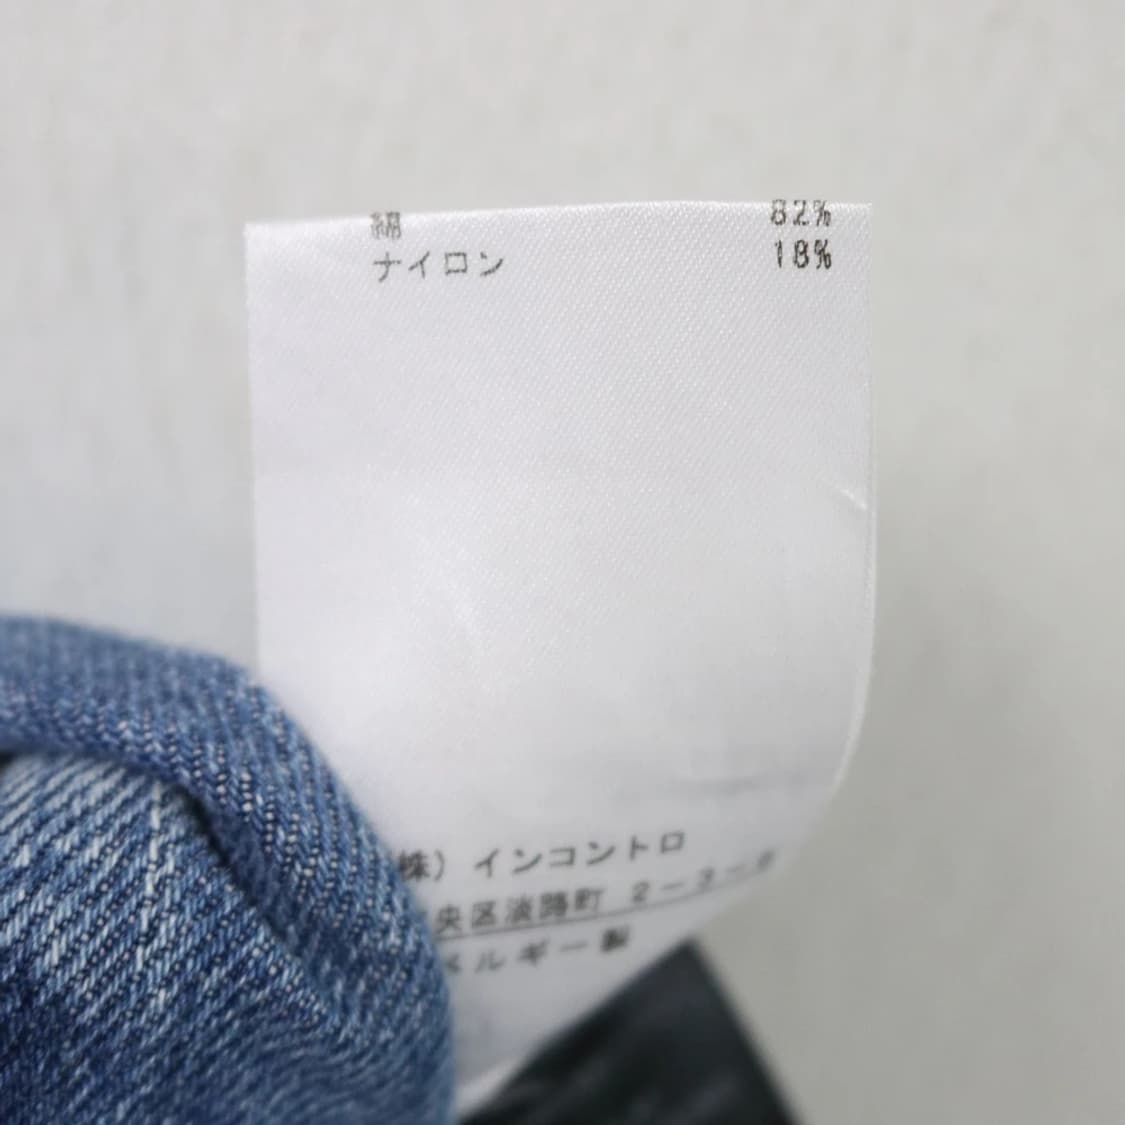 綿 82%
ナイロン 18%
株）インコントロ
央区淡路町 2－3－
ベルギー製